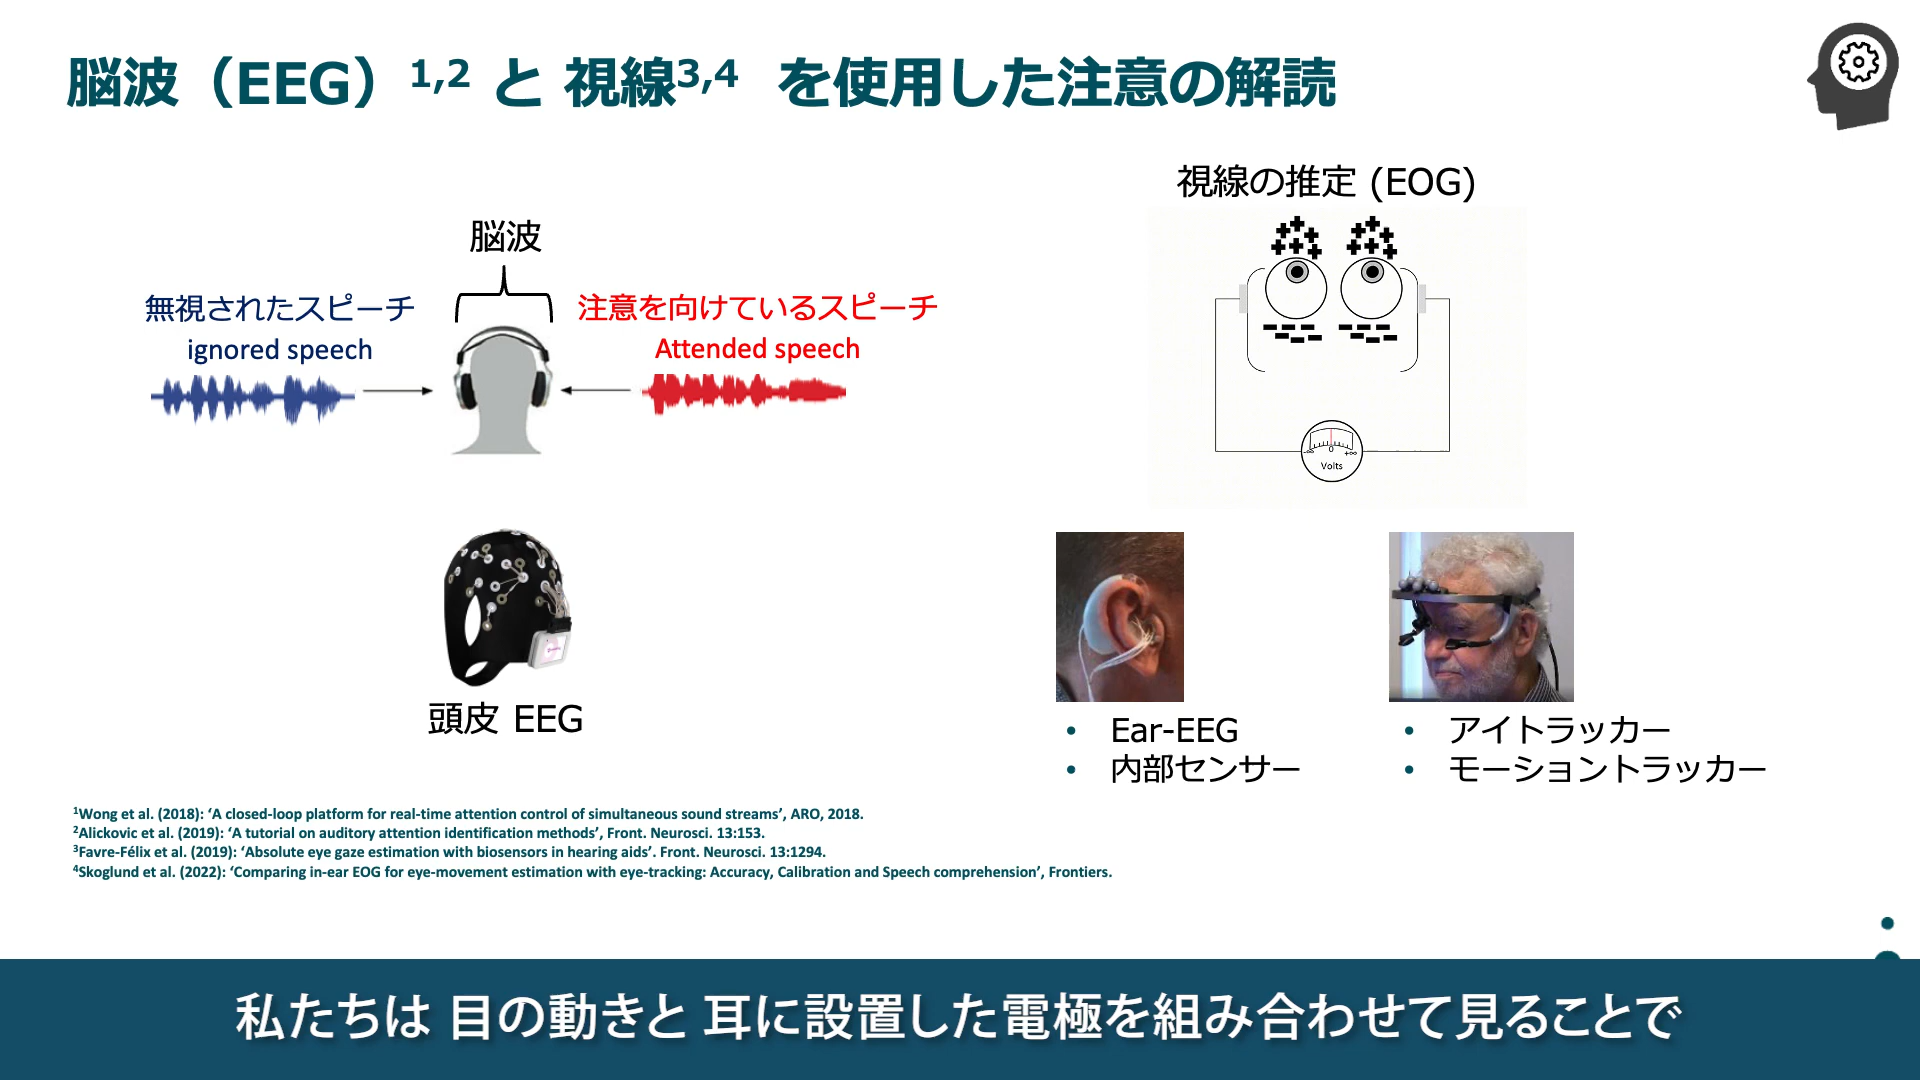 脳波（EEG）1,2 と 視線3,4 を使用した注意の解読
脳波
無視されたスピーチ
ignored speech
注意を向けているスピーチ
Attended speech
頭皮 EEG
視線の推定 (EOG)
-∞ 0 +∞
Volts
• Ear-EEG
• 内部センサー
• アイトラッカー
• モーショントラッカー
1Wong et al. (2018): ‘A closed-loop platform for real-time attention control of simultaneous sound streams’, ARO, 2018.
2Alickovic et al. (2019): ‘A tutorial on auditory attention identification methods’, Front. Neurosci. 13:153.
3Favre-Félix et al. (2019): ‘Absolute eye gaze estimation with biosensors in hearing aids’. Front. Neurosci. 13:1294.
4Skoglund et al. (2022): ‘Comparing in-ear EOG for eye-movement estimation with eye-tracking: Accuracy, Calibration and Speech comprehension’, Frontiers.
私たちは 目の動きと 耳に設置した電極を組み合わせて見ることで